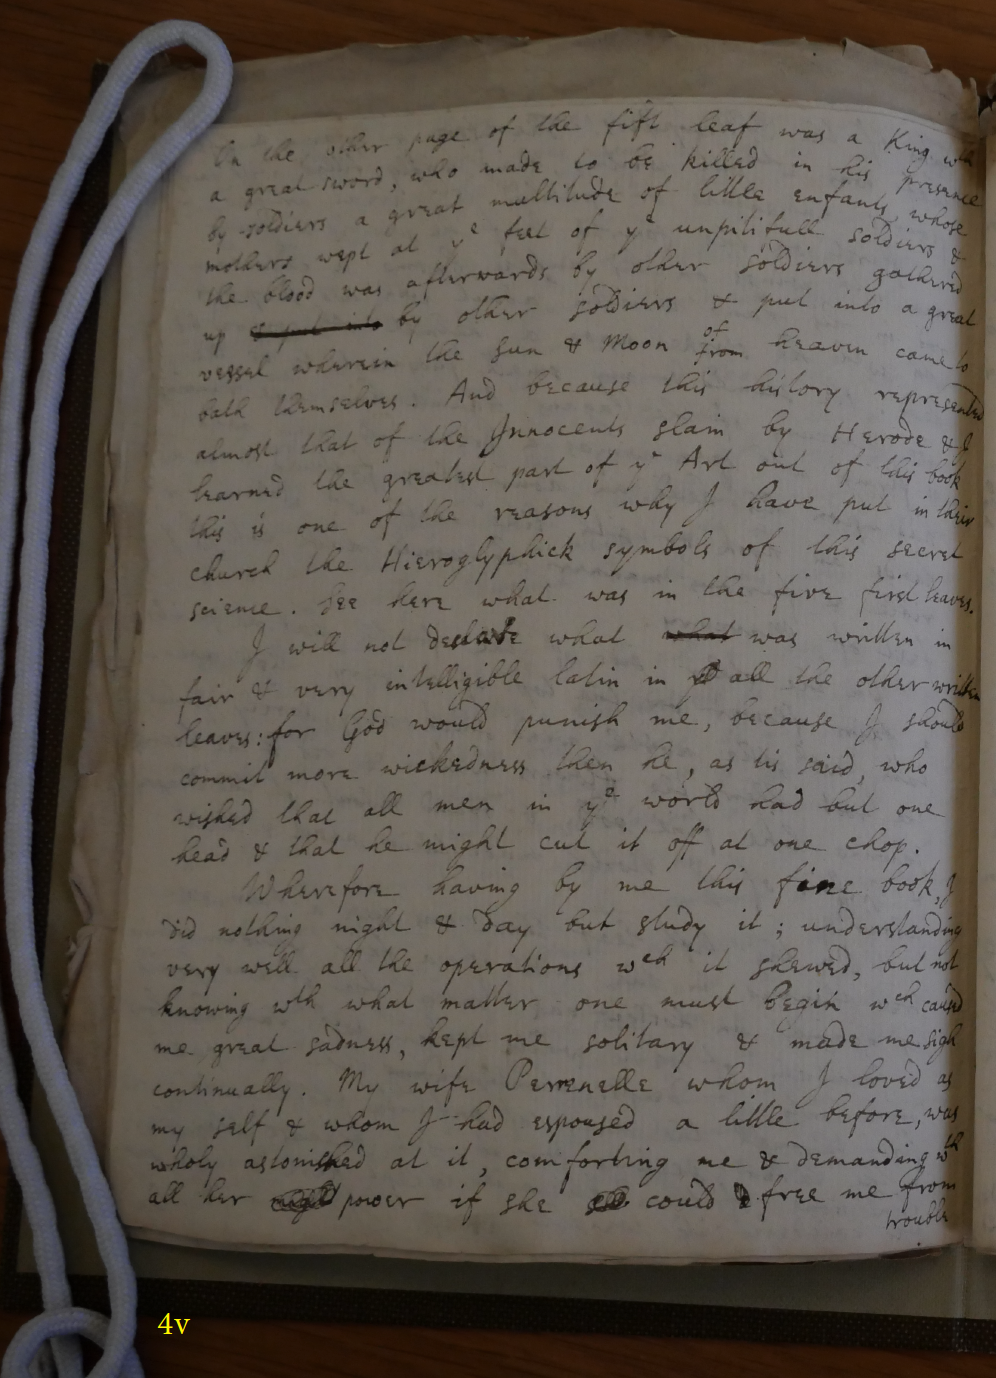 On the other page of the fift leaf was a King wth
a great sword, who made to be killed in his presence
by soldiers a great multitude of little enfants, whose
mothers wept at ye feet of ye unpitifull soldiers &
the blood was afterwards by other soldiers gathered
up & put into by other soldiers & put into a great
vessel wherein the Sun & Moon of from heaven came to
bath themselves. And because this history represented
almost that of the Innocents slain by Herode & I
learned the greatest part of ye Art out of this book
this is one of the reasons why I have put in their
church the Hieroglyphick symbols of this secret
science. See here what was in the five first leaves.
I will not declare what what was written in
fair & very intelligible latin in all the other written
leaves: for God would punish me, because I should
commit more wickedness then he, as tis said, who
wished that all men in ye world had but one
head & that he might cut it off at one chop.
Wherefore having by me this fine book, I
did nothing night & day but study it; understanding
very well all the operations wch it shewed, but not
knowing wth what matter one must begin wch caused
me great sadness, kept me solitary & made me sigh
continually. My wife Perrenelle whom I loved as
my self & whom I had espoused a little before, was
wholy astonished at it, comforting me & demanding wth
all her power if she could free me from
trouble
4v